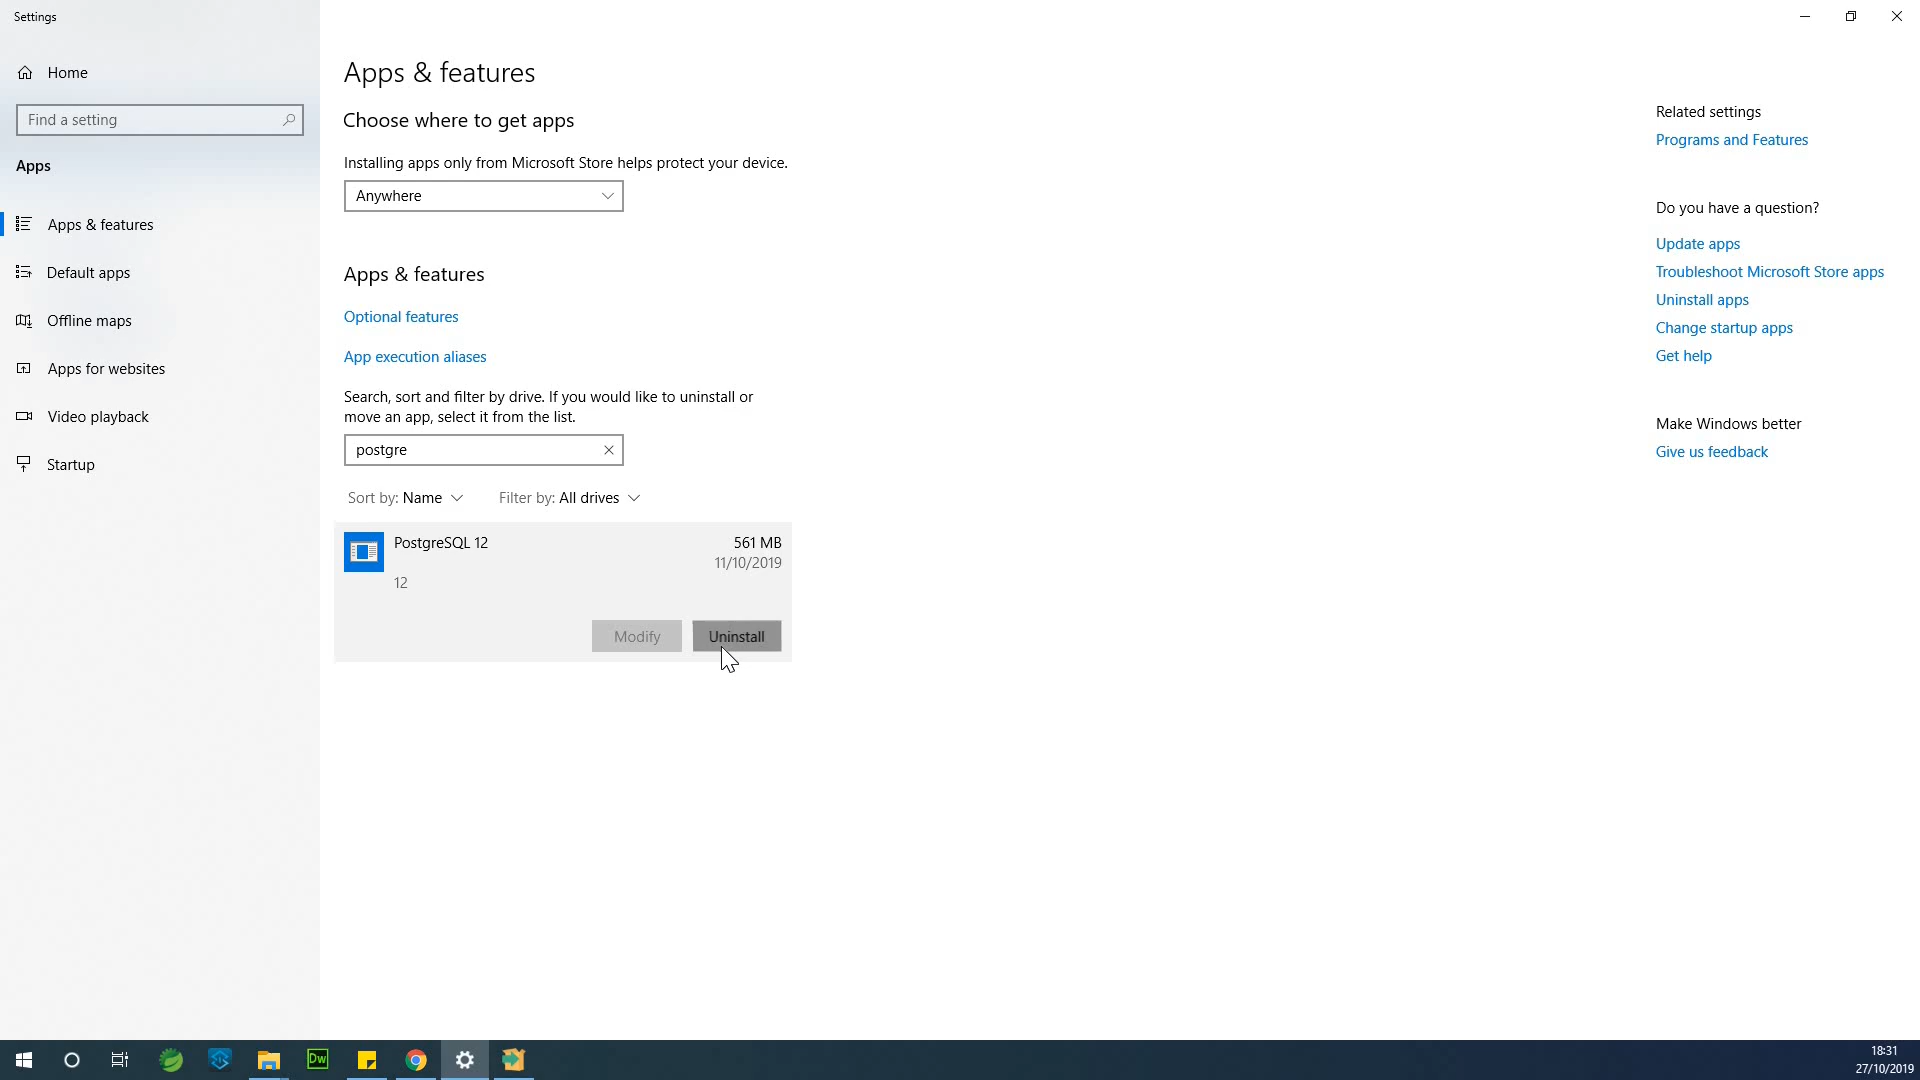 Settings
Home
Find a setting
Apps
Apps & features
Default apps
Offline maps
Apps for websites
Video playback
Startup
Apps & features
Choose where to get apps
Installing apps only from Microsoft Store helps protect your device.
Anywhere
Apps & features
Optional features
App execution aliases
Search, sort and filter by drive. If you would like to uninstall or
move an app, select it from the list.
postgre
Sort by: Name
Filter by: All drives
PostgreSQL 12
561 MB
11/10/2019
12
Modify
Uninstall
Related settings
Programs and Features
Do you have a question?
Update apps
Troubleshoot Microsoft Store apps
Uninstall apps
Change startup apps
Get help
Make Windows better
Give us feedback
Dw
18:31
27/10/2019